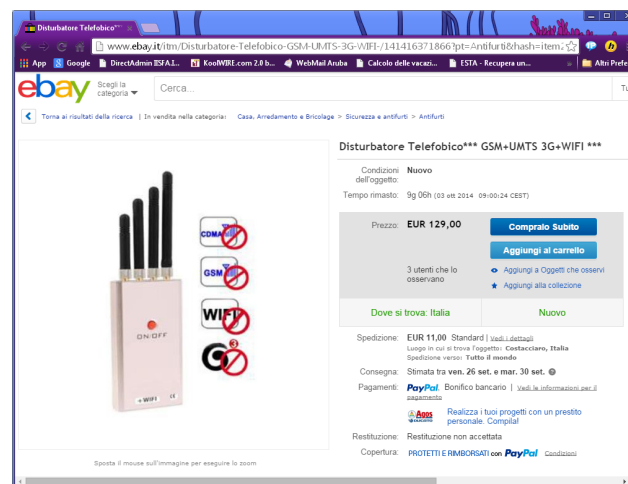 Disturbatore Telefobico***
www.ebay.it/itm/Disturbatore-Telefobico-GSM-UMTS-3G-WIFI-/141416371866?pt=Antifurti&hash=item2
App Google DirectAdmin IISFA.I... KoolWIRE.com 2.0 b... WebMail Aruba Calcolo delle vacazi... ESTA - Recupera un... » Altri Prefe
ebay Scegli la categoria Cerca... Tu
Torna ai risultati della ricerca | In vendita nella categoria: Casa, Arredamento e Bricolage > Sicurezza e antifurti > Antifurti
Disturbatore Telefobico*** GSM+UMTS 3G+WIFI ***
Condizioni dell'oggetto: Nuovo
Tempo rimasto: 9g 06h (03 ott 2014 09:00:24 CEST)
Prezzo: EUR 129,00
Compralo Subito
Aggiungi al carrello
3 utenti che lo osservano
Aggiungi a Oggetti che osservi
Aggiungi alla collezione
Dove si trova: Italia
Nuovo
Spedizione: EUR 11,00 Standard | Vedi i dettagli
Luogo in cui si trova l'oggetto: Costacciaro, Italia
Spedizione verso: Tutto il mondo
Consegna: Stimata tra ven. 26 set. e mar. 30 set.
Pagamenti: PayPal, Bonifico bancario | Vedi le informazioni per il pagamento
Agos
Realizza i tuoi progetti con un prestito personale. Compila!
Restituzione: Restituzione non accettata
Copertura: PROTETTI E RIMBORSATI con PayPal Condizioni
CDMA
GSM
WIFI
3
ON/OFF
+WIFI CE
Sposta il mouse sull'immagine per eseguire lo zoom